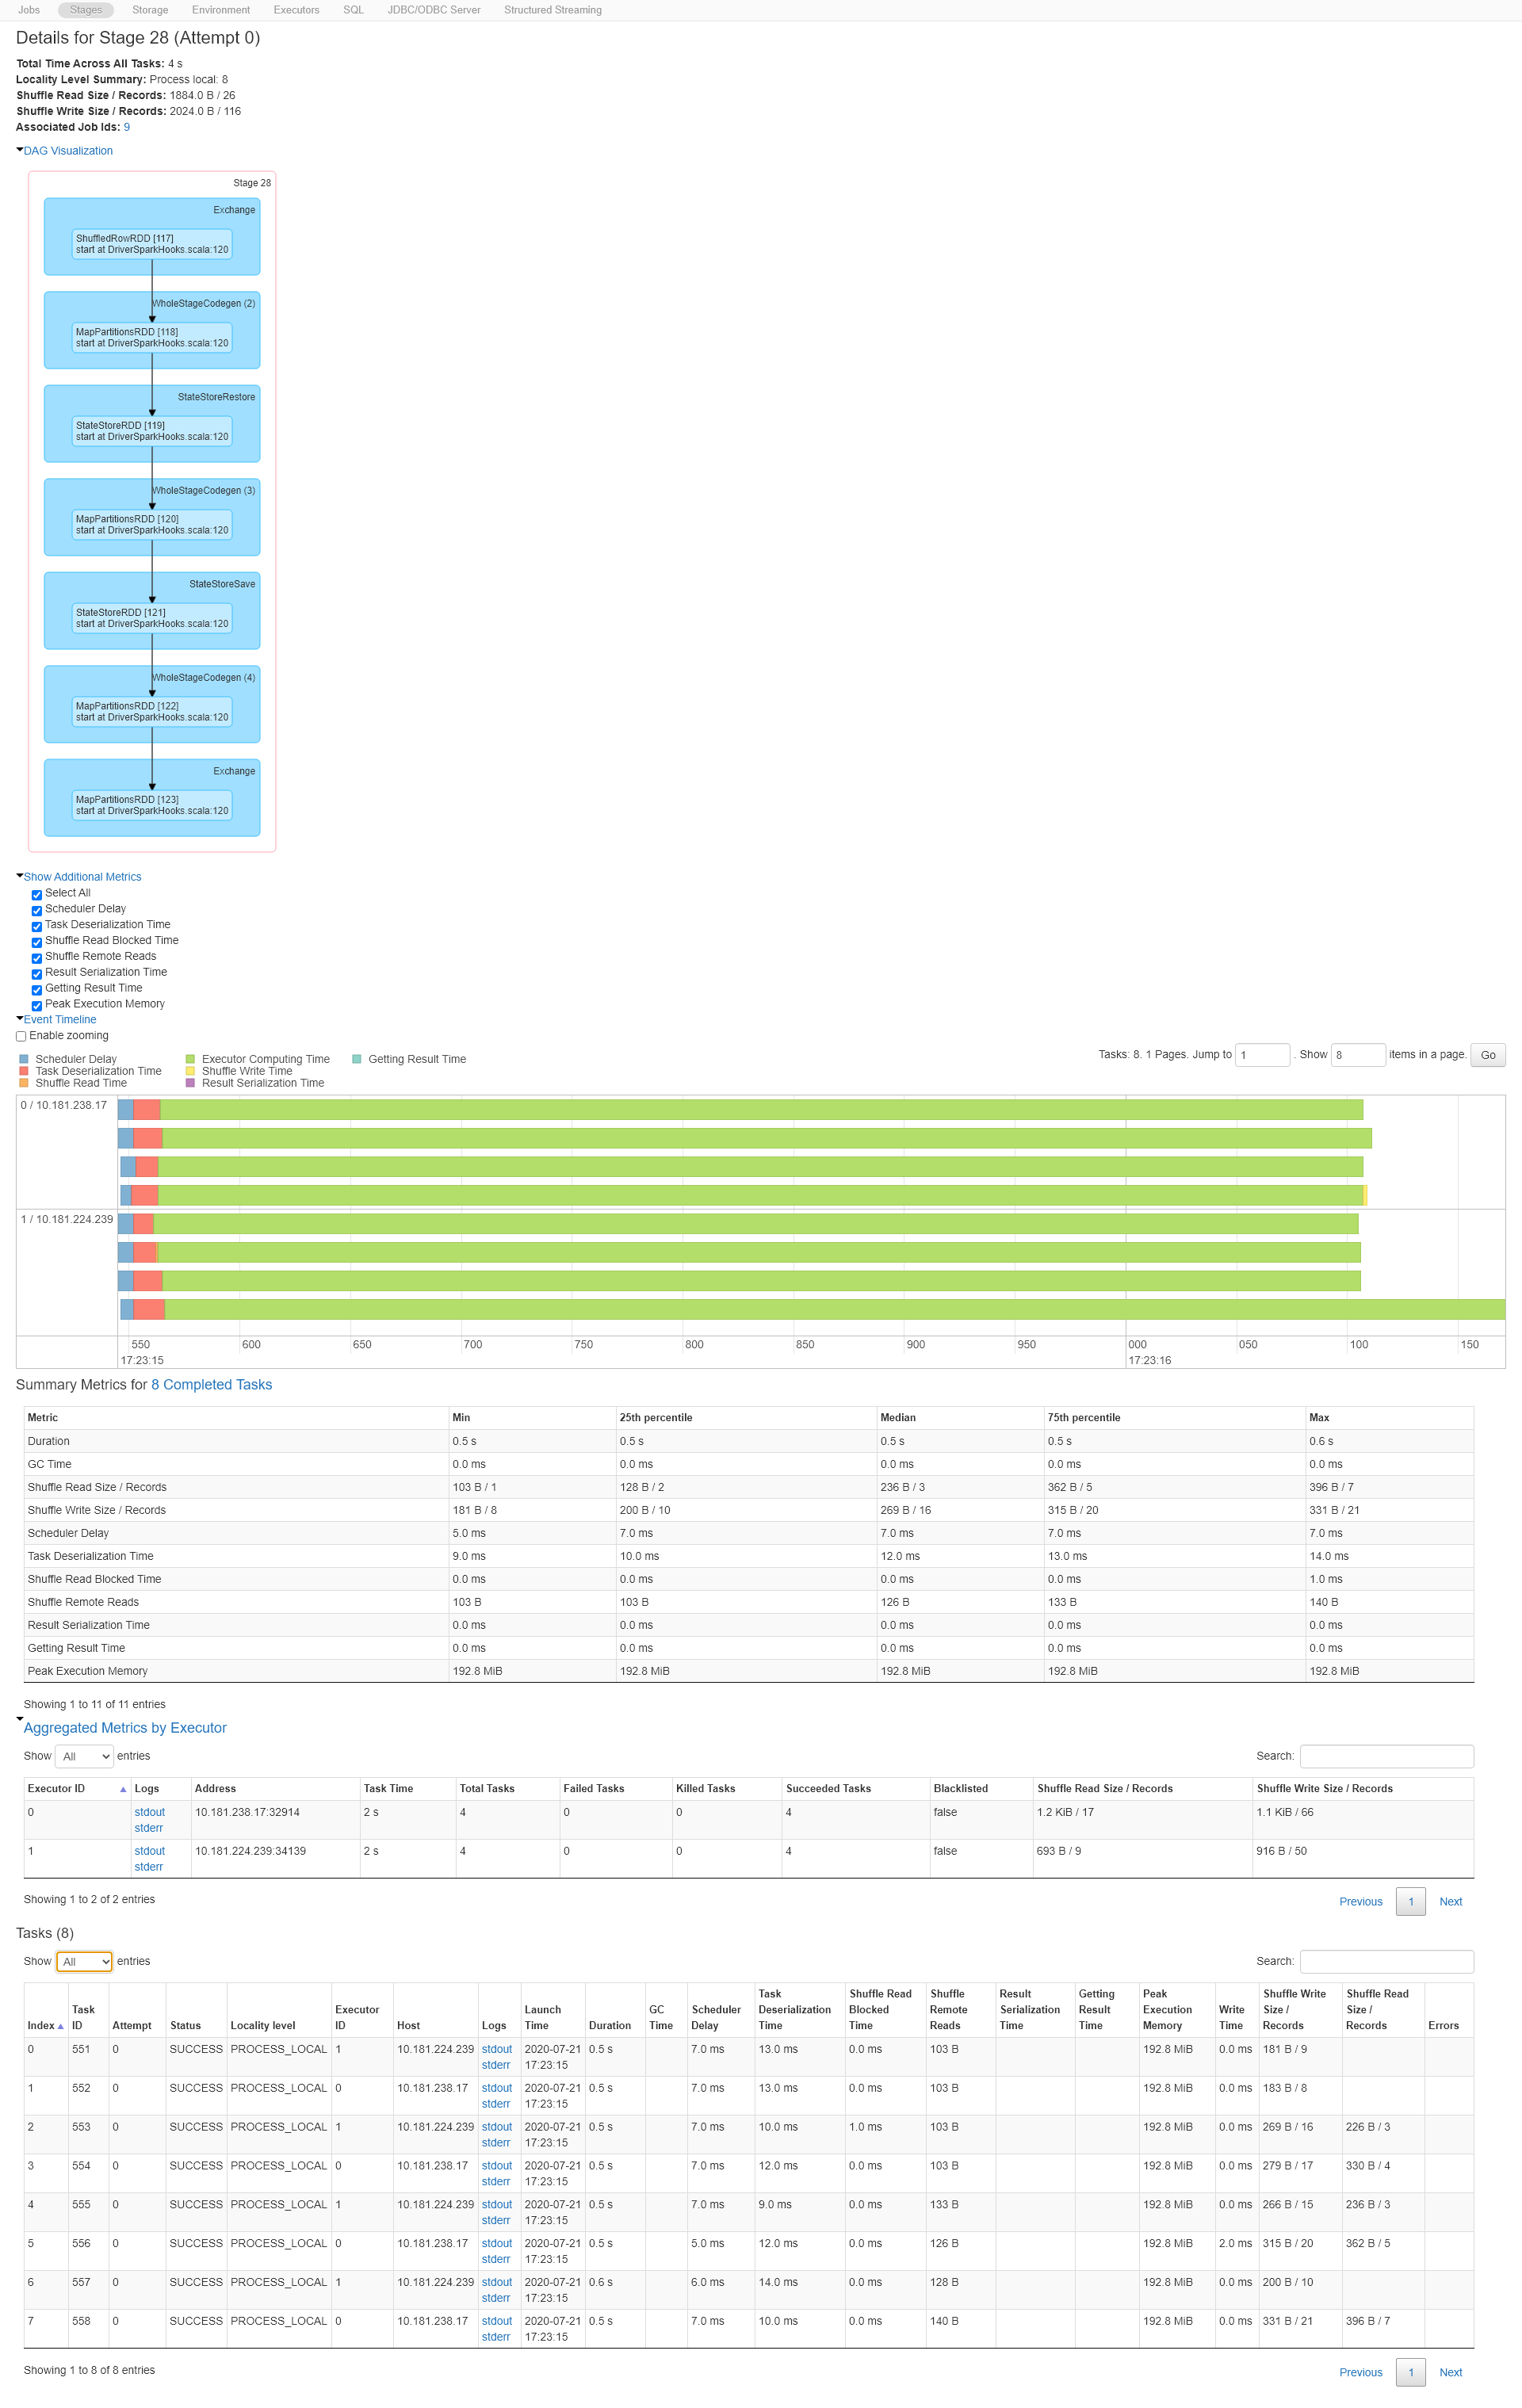 Jobs Stages Storage Environment Executors SQL JDBC/ODBC Server Structured Streaming
Details for Stage 28 (Attempt 0)
Total Time Across All Tasks: 4 s
Locality Level Summary: Process local: 8
Shuffle Read Size / Records: 1884.0 B / 26
Shuffle Write Size / Records: 2024.0 B / 116
Associated Job Ids: 9
DAG Visualization
Stage 28
Exchange
ShuffledRowRDD [117]
start at DriverSparkHooks.scala:120
WholeStageCodegen (2)
MapPartitionsRDD [118]
start at DriverSparkHooks.scala:120
StateStoreRestore
StateStoreRDD [119]
start at DriverSparkHooks.scala:120
WholeStageCodegen (3)
MapPartitionsRDD [120]
start at DriverSparkHooks.scala:120
StateStoreSave
StateStoreRDD [121]
start at DriverSparkHooks.scala:120
WholeStageCodegen (4)
MapPartitionsRDD [122]
start at DriverSparkHooks.scala:120
Exchange
MapPartitionsRDD [123]
start at DriverSparkHooks.scala:120
Show Additional Metrics
Select All
Scheduler Delay
Task Deserialization Time
Shuffle Read Blocked Time
Shuffle Remote Reads
Result Serialization Time
Getting Result Time
Peak Execution Memory
Event Timeline
Enable zooming
Tasks: 8. 1 Pages. Jump to 1 . Show 8 items in a page. Go
Scheduler Delay Executor Computing Time Getting Result Time
Task Deserialization Time Shuffle Write Time
Shuffle Read Time Result Serialization Time
0 / 10.181.238.17
1 / 10.181.224.239
550 600 650 700 750 800 850 900 950 000 050 100 150
17:23:15 17:23:16
Summary Metrics for 8 Completed Tasks
Metric Min 25th percentile Median 75th percentile Max
Duration 0.5 s 0.5 s 0.5 s 0.5 s 0.6 s
GC Time 0.0 ms 0.0 ms 0.0 ms 0.0 ms 0.0 ms
Shuffle Read Size / Records 103 B / 1 128 B / 2 236 B / 3 362 B / 5 396 B / 7
Shuffle Write Size / Records 181 B / 8 200 B / 10 269 B / 16 315 B / 20 331 B / 21
Scheduler Delay 5.0 ms 7.0 ms 7.0 ms 7.0 ms 7.0 ms
Task Deserialization Time 9.0 ms 10.0 ms 12.0 ms 13.0 ms 14.0 ms
Shuffle Read Blocked Time 0.0 ms 0.0 ms 0.0 ms 0.0 ms 1.0 ms
Shuffle Remote Reads 103 B 103 B 126 B 133 B 140 B
Result Serialization Time 0.0 ms 0.0 ms 0.0 ms 0.0 ms 0.0 ms
Getting Result Time 0.0 ms 0.0 ms 0.0 ms 0.0 ms 0.0 ms
Peak Execution Memory 192.8 MiB 192.8 MiB 192.8 MiB 192.8 MiB 192.8 MiB
Showing 1 to 11 of 11 entries
Aggregated Metrics by Executor
Show All entries Search:
Executor ID Logs Address Task Time Total Tasks Failed Tasks Killed Tasks Succeeded Tasks Blacklisted Shuffle Read Size / Records Shuffle Write Size / Records
0 stdout 10.181.238.17:32914 2 s 4 0 0 4 false 1.2 KiB / 17 1.1 KiB / 66
stderr
1 stdout 10.181.224.239:34139 2 s 4 0 0 4 false 693 B / 9 916 B / 50
stderr
Showing 1 to 2 of 2 entries Previous 1 Next
Tasks (8)
Show All entries Search:
Task Shuffle Read Shuffle Result Getting Peak Shuffle Write Shuffle Read
Task Executor Launch GC Scheduler Deserialization Blocked Remote Serialization Result Execution Write Size / Size /
Index ID Attempt Status Locality level ID Host Logs Time Duration Time Delay Time Time Reads Time Time Memory Time Records Records Errors
0 551 0 SUCCESS PROCESS_LOCAL 1 10.181.224.239 stdout 2020-07-21 0.5 s 7.0 ms 13.0 ms 0.0 ms 103 B 192.8 MiB 0.0 ms 181 B / 9
stderr 17:23:15
1 552 0 SUCCESS PROCESS_LOCAL 0 10.181.238.17 stdout 2020-07-21 0.5 s 7.0 ms 13.0 ms 0.0 ms 103 B 192.8 MiB 0.0 ms 183 B / 8
stderr 17:23:15
2 553 0 SUCCESS PROCESS_LOCAL 1 10.181.224.239 stdout 2020-07-21 0.5 s 7.0 ms 10.0 ms 1.0 ms 103 B 192.8 MiB 0.0 ms 269 B / 16 226 B / 3
stderr 17:23:15
3 554 0 SUCCESS PROCESS_LOCAL 0 10.181.238.17 stdout 2020-07-21 0.5 s 7.0 ms 12.0 ms 0.0 ms 103 B 192.8 MiB 0.0 ms 279 B / 17 330 B / 4
stderr 17:23:15
4 555 0 SUCCESS PROCESS_LOCAL 1 10.181.224.239 stdout 2020-07-21 0.5 s 7.0 ms 9.0 ms 0.0 ms 133 B 192.8 MiB 0.0 ms 266 B / 15 236 B / 3
stderr 17:23:15
5 556 0 SUCCESS PROCESS_LOCAL 0 10.181.238.17 stdout 2020-07-21 0.5 s 5.0 ms 12.0 ms 0.0 ms 126 B 192.8 MiB 2.0 ms 315 B / 20 362 B / 5
stderr 17:23:15
6 557 0 SUCCESS PROCESS_LOCAL 1 10.181.224.239 stdout 2020-07-21 0.6 s 6.0 ms 14.0 ms 0.0 ms 128 B 192.8 MiB 0.0 ms 200 B / 10
stderr 17:23:15
7 558 0 SUCCESS PROCESS_LOCAL 0 10.181.238.17 stdout 2020-07-21 0.5 s 7.0 ms 10.0 ms 0.0 ms 140 B 192.8 MiB 0.0 ms 331 B / 21 396 B / 7
stderr 17:23:15
Showing 1 to 8 of 8 entries Previous 1 Next